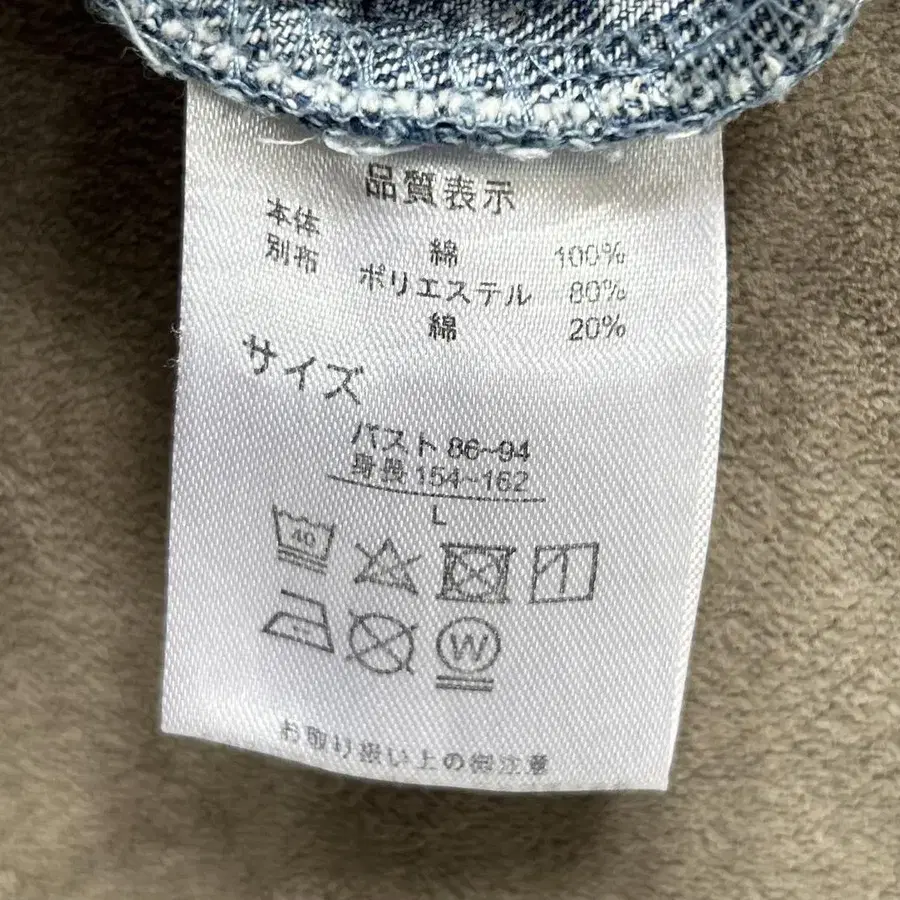 品質表示
本体 綿 100%
別布 ポリエステル 80%
綿 20%
サイズ
バスト 86~94
身長 154~162
L
40
W
お取り扱い上の御注意